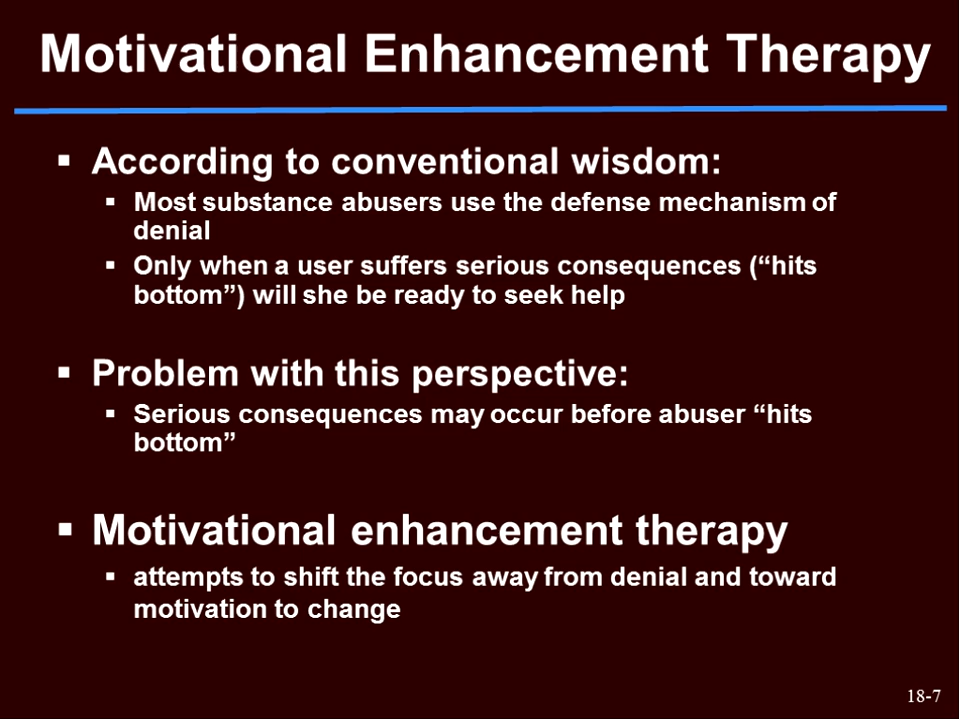 Motivational Enhancement Therapy
▪ According to conventional wisdom:
▪ Most substance abusers use the defense mechanism of
denial
▪ Only when a user suffers serious consequences (“hits
bottom”) will she be ready to seek help
▪ Problem with this perspective:
▪ Serious consequences may occur before abuser “hits
bottom”
▪ Motivational enhancement therapy
▪ attempts to shift the focus away from denial and toward
motivation to change
18-7